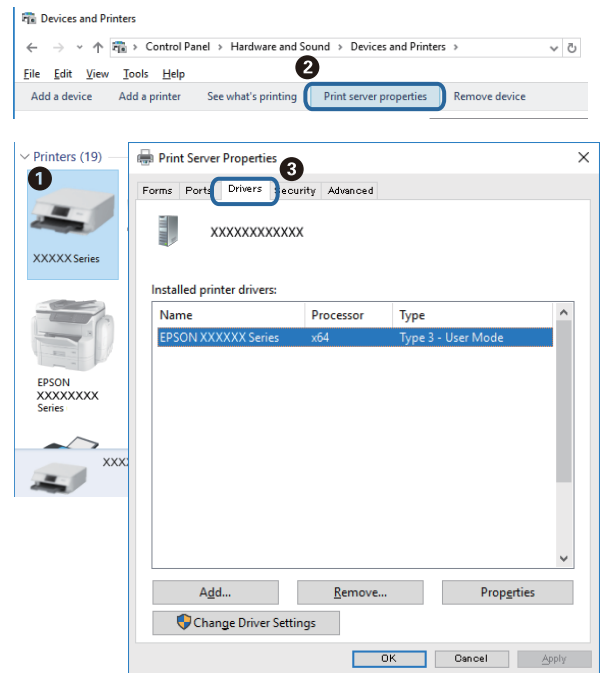 Devices and Printers
Control Panel > Hardware and Sound > Devices and Printers >
2
File Edit View Tools Help
Add a device Add a printer See what's printing Print server properties Remove device
Printers (19)
1
XXXXX Series
EPSON
XXXXXXXX
Series
XXX
Print Server Properties
3
Forms Ports Drivers Security Advanced
XXXXXXXXXXXX
Installed printer drivers:
Name Processor Type
EPSON XXXXXX Series x64 Type 3 - User Mode
Add... Remove... Properties
Change Driver Settings
OK Cancel Apply